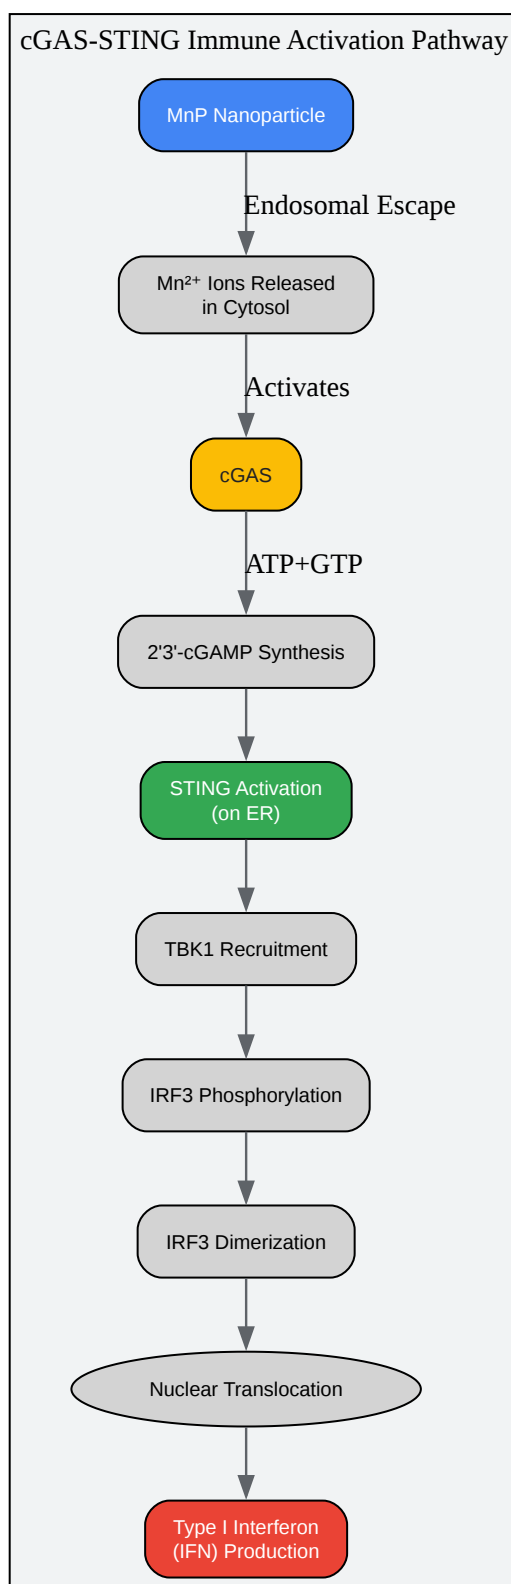 cGAS-STING Immune Activation Pathway
MnP Nanoparticle
Endosomal Escape
Mn²⁺ Ions Released
in Cytosol
Activates
cGAS
ATP+GTP
2'3'-cGAMP Synthesis
STING Activation
(on ER)
TBK1 Recruitment
IRF3 Phosphorylation
IRF3 Dimerization
Nuclear Translocation
Type I Interferon
(IFN) Production